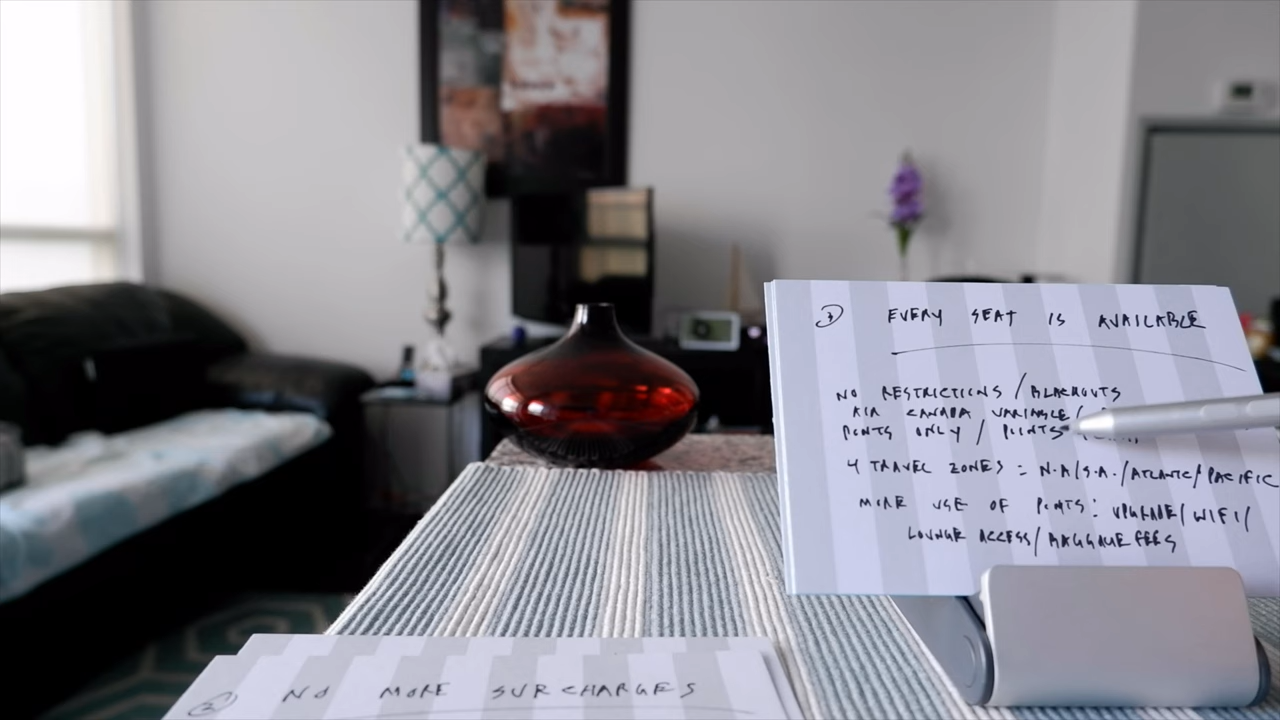 3 EVERY SEAT IS AVAILABLE
NO RESTRICTIONS / BLACKOUTS
AIR CANADA VARIABLE /
POINTS ONLY / POINTS
4 TRAVEL ZONES = N.A/S.A./ATLANTIC/PACIFIC
MORE USE OF POINTS: UPGRADE/WIFI/
LOUNGE ACCESS/BAGGAGE FEES
2 NO MORE SURCHARGES